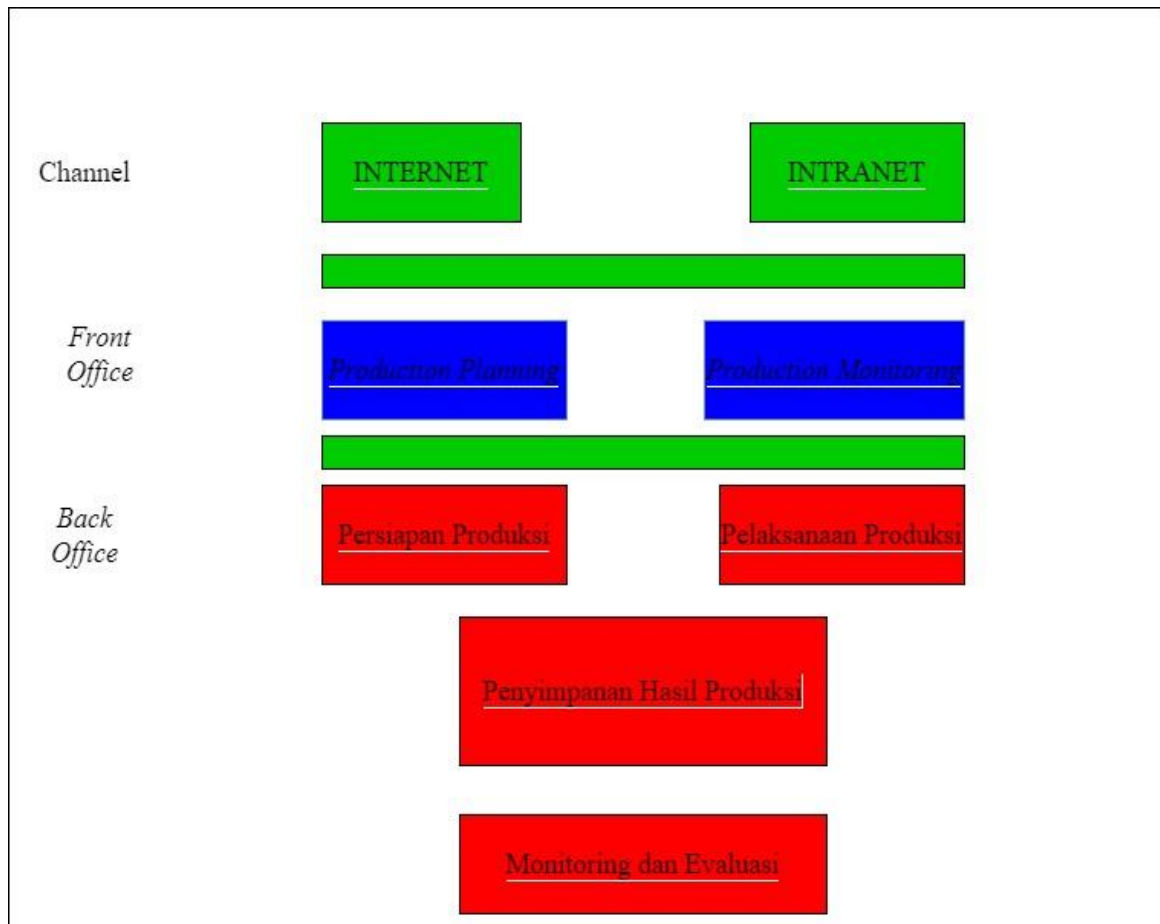 Channel
INTERNET
INTRANET
Front
Office
Production Planning
Production Monitoring
Back
Office
Persiapan Produksi
Pelaksanaan Produksi
Penyimpanan Hasil Produksi
Monitoring dan Evaluasi